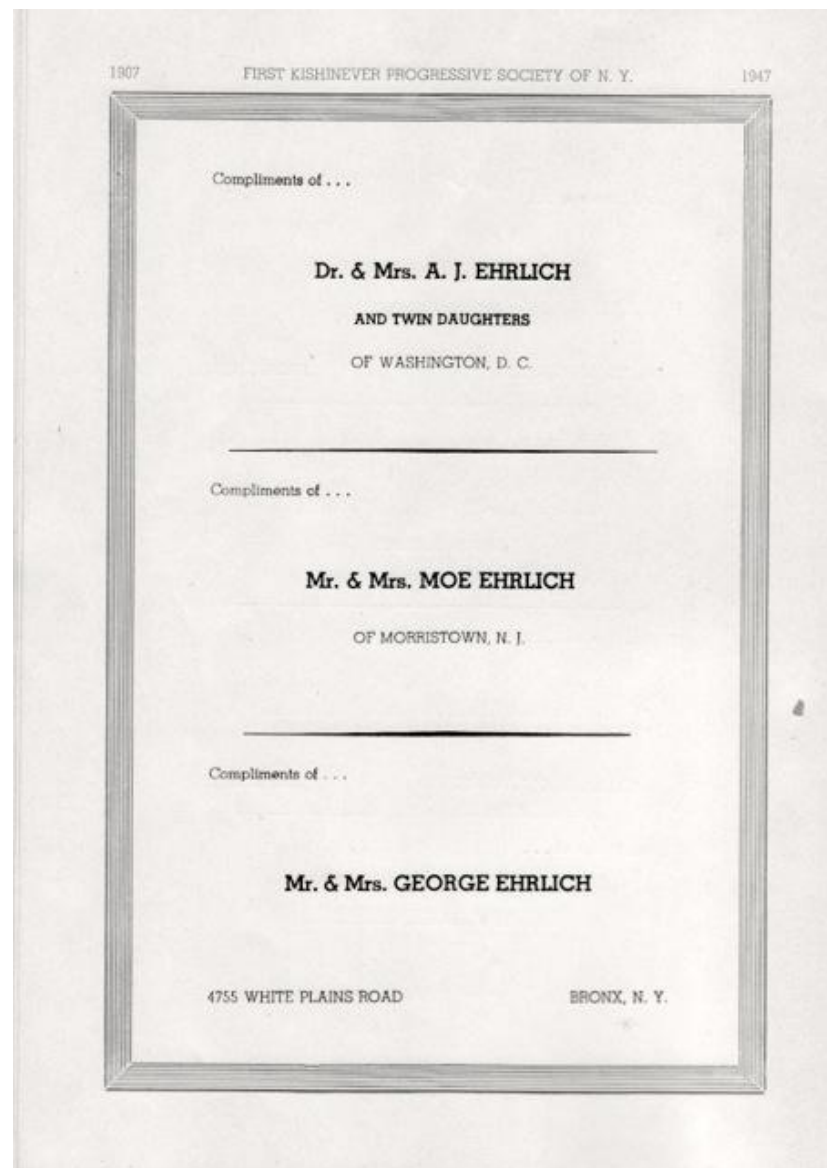 1907 FIRST KISHINEVER PROGRESSIVE SOCIETY OF N. Y. 1947
Compliments of . . .
Dr. & Mrs. A. J. EHRLICH
AND TWIN DAUGHTERS
OF WASHINGTON, D. C.
Compliments of . . .
Mr. & Mrs. MOE EHRLICH
OF MORRISTOWN, N. J.
Compliments of . . .
Mr. & Mrs. GEORGE EHRLICH
4755 WHITE PLAINS ROAD BRONX, N. Y.